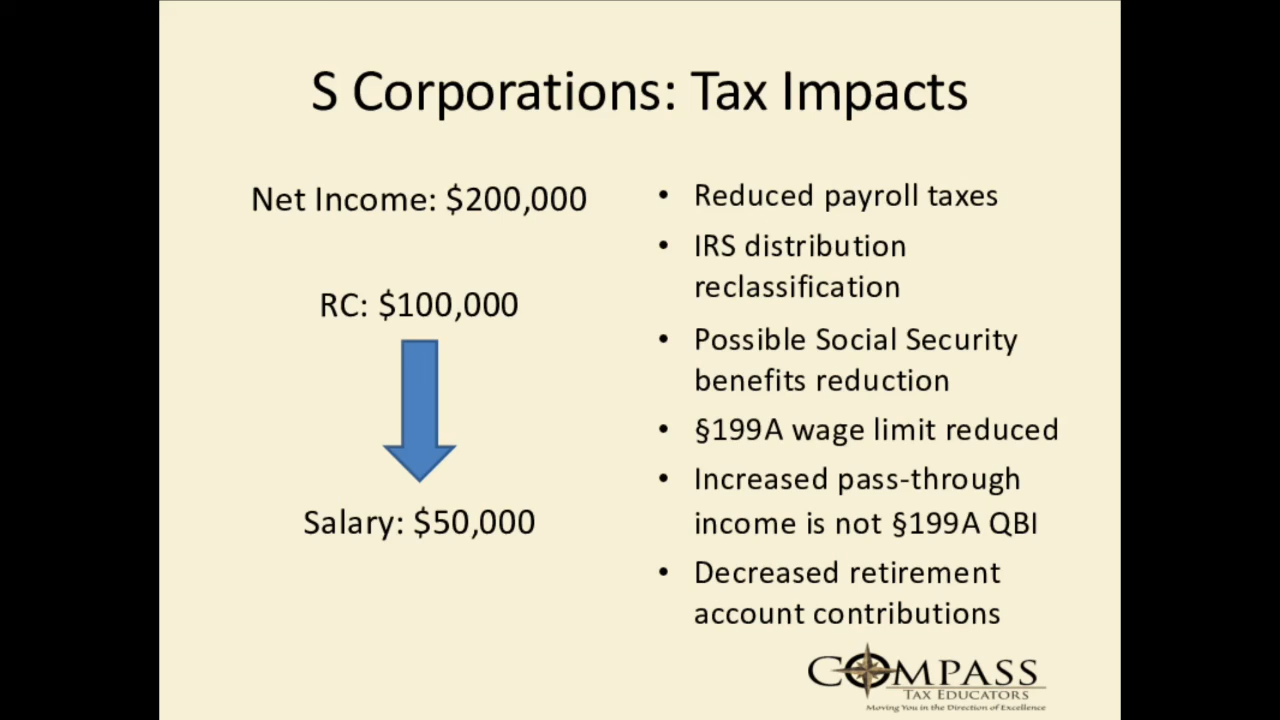 S Corporations: Tax Impacts
Net Income: $200,000
RC: $100,000
Salary: $50,000
• Reduced payroll taxes
• IRS distribution
reclassification
• Possible Social Security
benefits reduction
• §199A wage limit reduced
• Increased pass-through
income is not §199A QBI
• Decreased retirement
account contributions
COMPASS
TAX EDUCATORS
Moving You in the Direction of Excellence